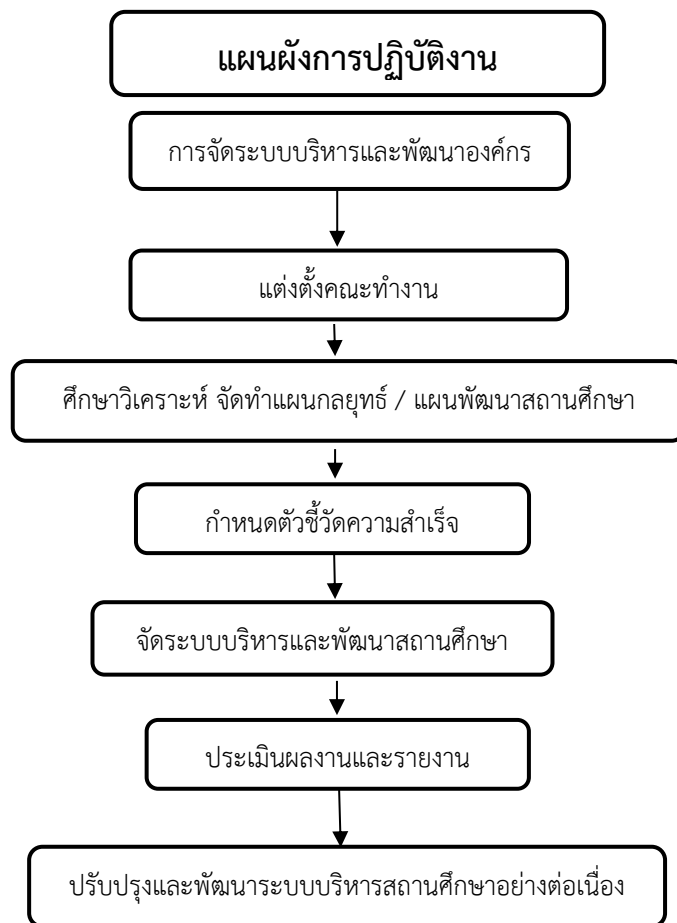 แผนผังการปฏิบัติงาน
การจัดระบบบริหารและพัฒนาองค์กร
แต่งตั้งคณะทำงาน
ศึกษาวิเคราะห์ จัดทำแผนกลยุทธ์ / แผนพัฒนาสถานศึกษา
กำหนดตัวชี้วัดความสำเร็จ
จัดระบบบริหารและพัฒนาสถานศึกษา
ประเมินผลงานและรายงาน
ปรับปรุงและพัฒนาระบบบริหารสถานศึกษาอย่างต่อเนื่อง